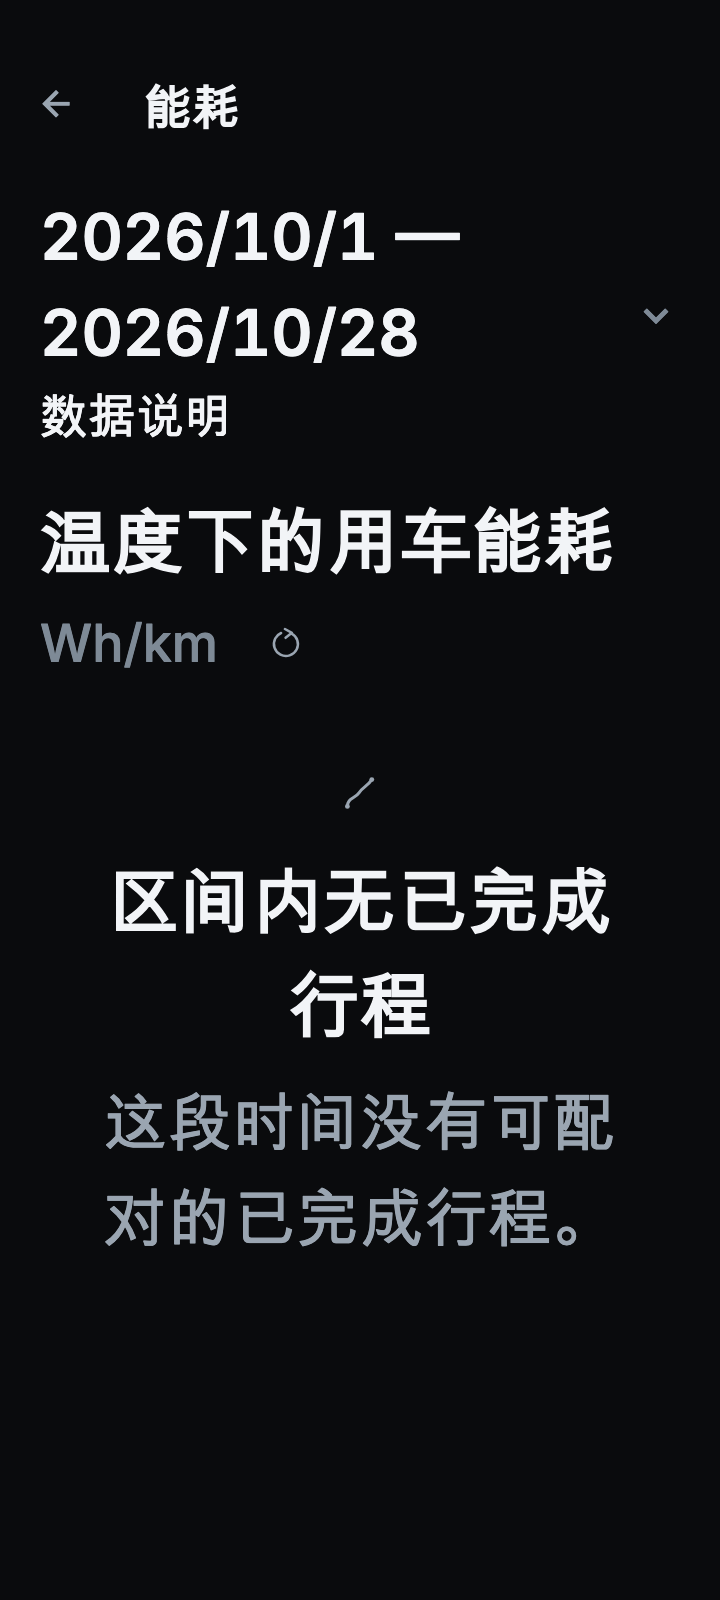 能耗
2026/10/1 —
2026/10/28
数据说明
温度下的用车能耗
Wh/km
区间内无已完成
行程
这段时间没有可配
对的已完成行程。